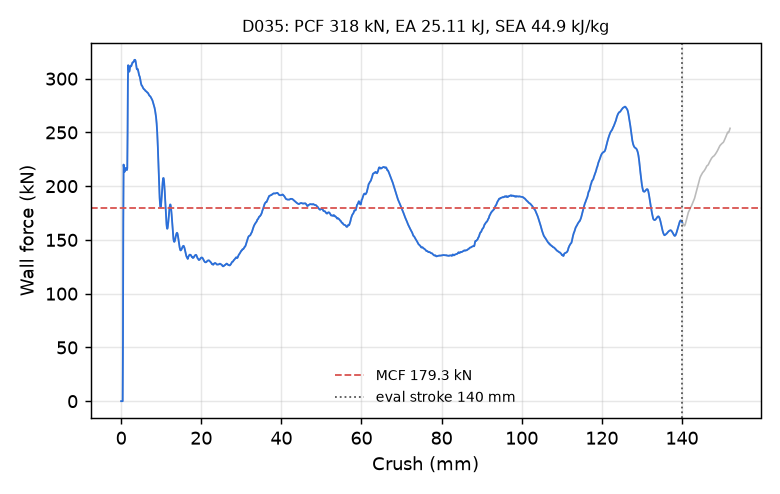 D035: PCF 318 kN, EA 25.11 kJ, SEA 44.9 kJ/kg
Wall force (kN)
300
250
200
150
100
50
0
MCF 179.3 kN
eval stroke 140 mm
0 20 40 60 80 100 120 140
Crush (mm)